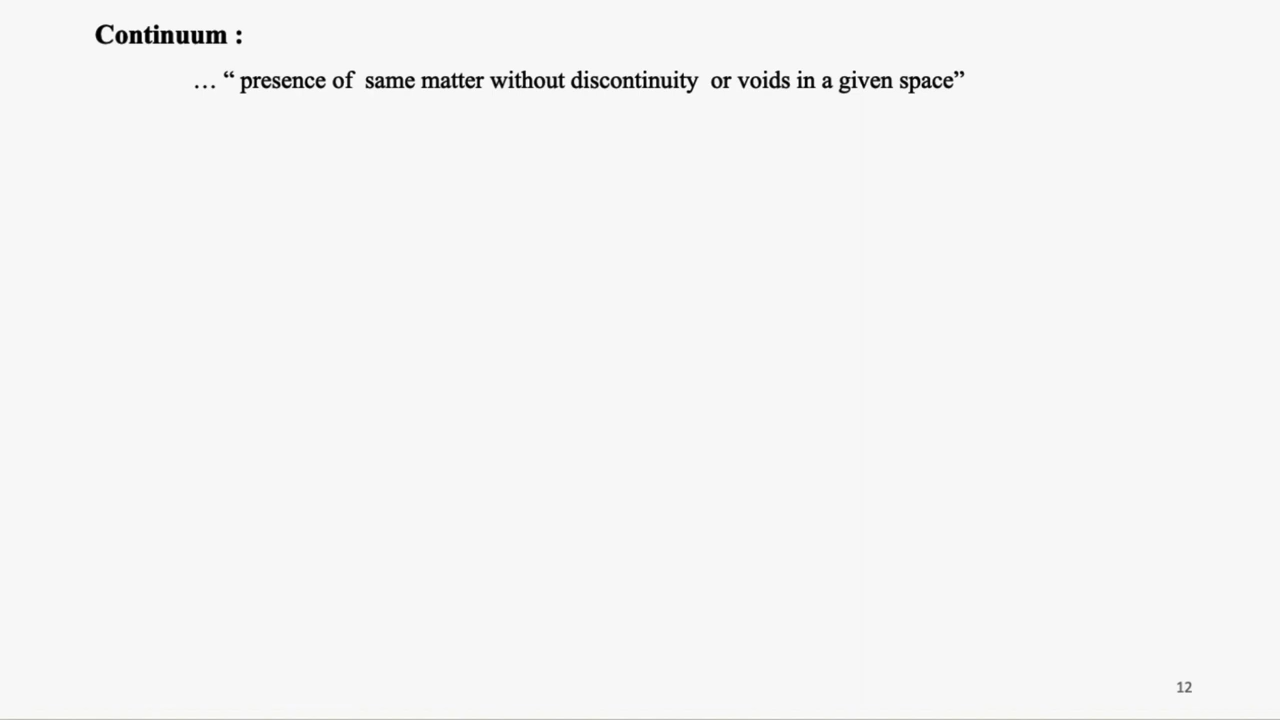 Continuum :
… “ presence of same matter without discontinuity or voids in a given space”
12